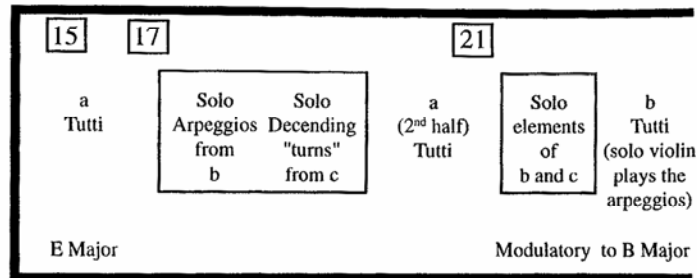 15 17 21
a
Tutti
Solo
Arpeggios
from
b
Solo
Decending
"turns"
from c
a
(2nd half)
Tutti
Solo
elements
of
b and c
b
Tutti
(solo violin
plays the
arpeggios)
E Major
Modulatory to B Major